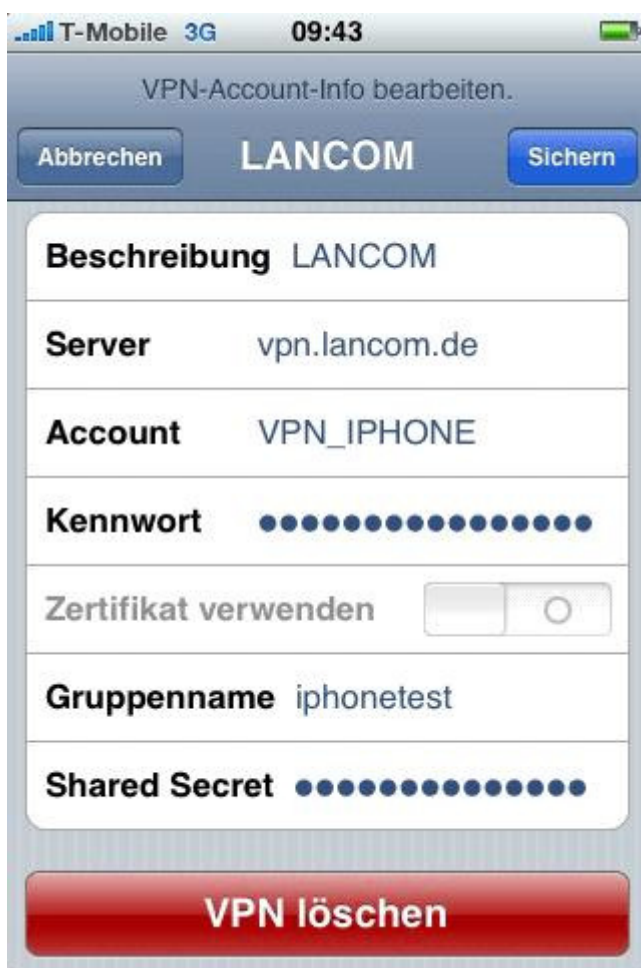 T-Mobile 3G 09:43
VPN-Account-Info bearbeiten.
Abbrechen LANCOM Sichern
Beschreibung LANCOM
Server vpn.lancom.de
Account VPN_IPHONE
Kennwort ●●●●●●●●●●●●●●●●
Zertifikat verwenden
Gruppenname iphonetest
Shared Secret ●●●●●●●●●●●●●●
VPN löschen